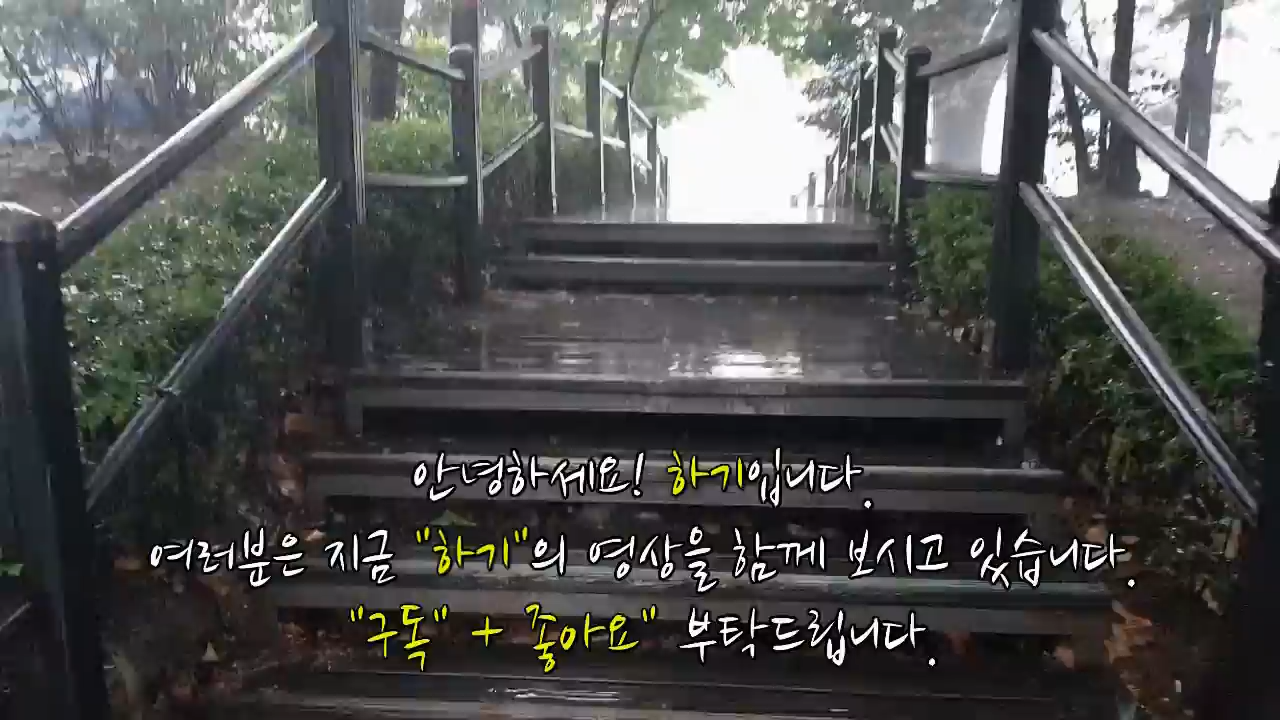 안녕하세요! 하기입니다.
여러분은 지금 "하기"의 영상을 함께 보시고 있습니다.
"구독" + 좋아요" 부탁드립니다.